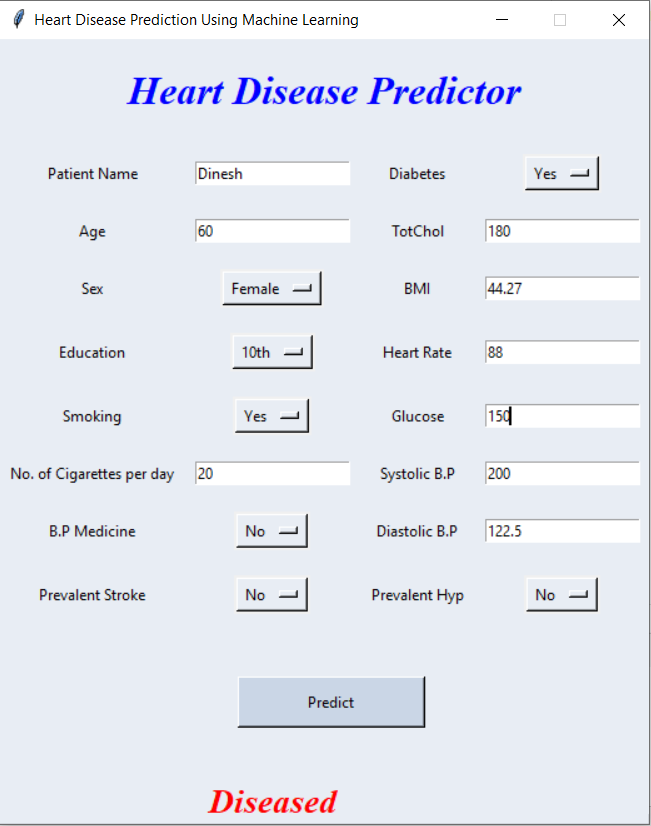 Heart Disease Prediction Using Machine Learning
Heart Disease Predictor
Patient Name Dinesh Diabetes Yes
Age 60 TotChol 180
Sex Female BMI 44.27
Education 10th Heart Rate 88
Smoking Yes Glucose 150
No. of Cigarettes per day 20 Systolic B.P 200
B.P Medicine No Diastolic B.P 122.5
Prevalent Stroke No Prevalent Hyp No
Predict
Diseased